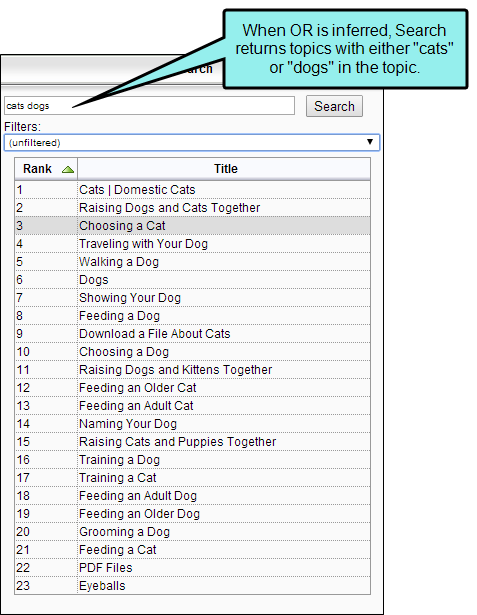 When OR is inferred, Search
returns topics with either "cats"
or "dogs" in the topic.
cats dogs
Search
Filters:
(unfiltered)
Rank Title
1 Cats | Domestic Cats
2 Raising Dogs and Cats Together
3 Choosing a Cat
4 Traveling with Your Dog
5 Walking a Dog
6 Dogs
7 Showing Your Dog
8 Feeding a Dog
9 Download a File About Cats
10 Choosing a Dog
11 Raising Dogs and Kittens Together
12 Feeding an Older Cat
13 Feeding an Adult Cat
14 Naming Your Dog
15 Raising Cats and Puppies Together
16 Training a Dog
17 Training a Cat
18 Feeding an Adult Dog
19 Feeding an Older Dog
20 Grooming a Dog
21 Feeding a Cat
22 PDF Files
23 Eyeballs